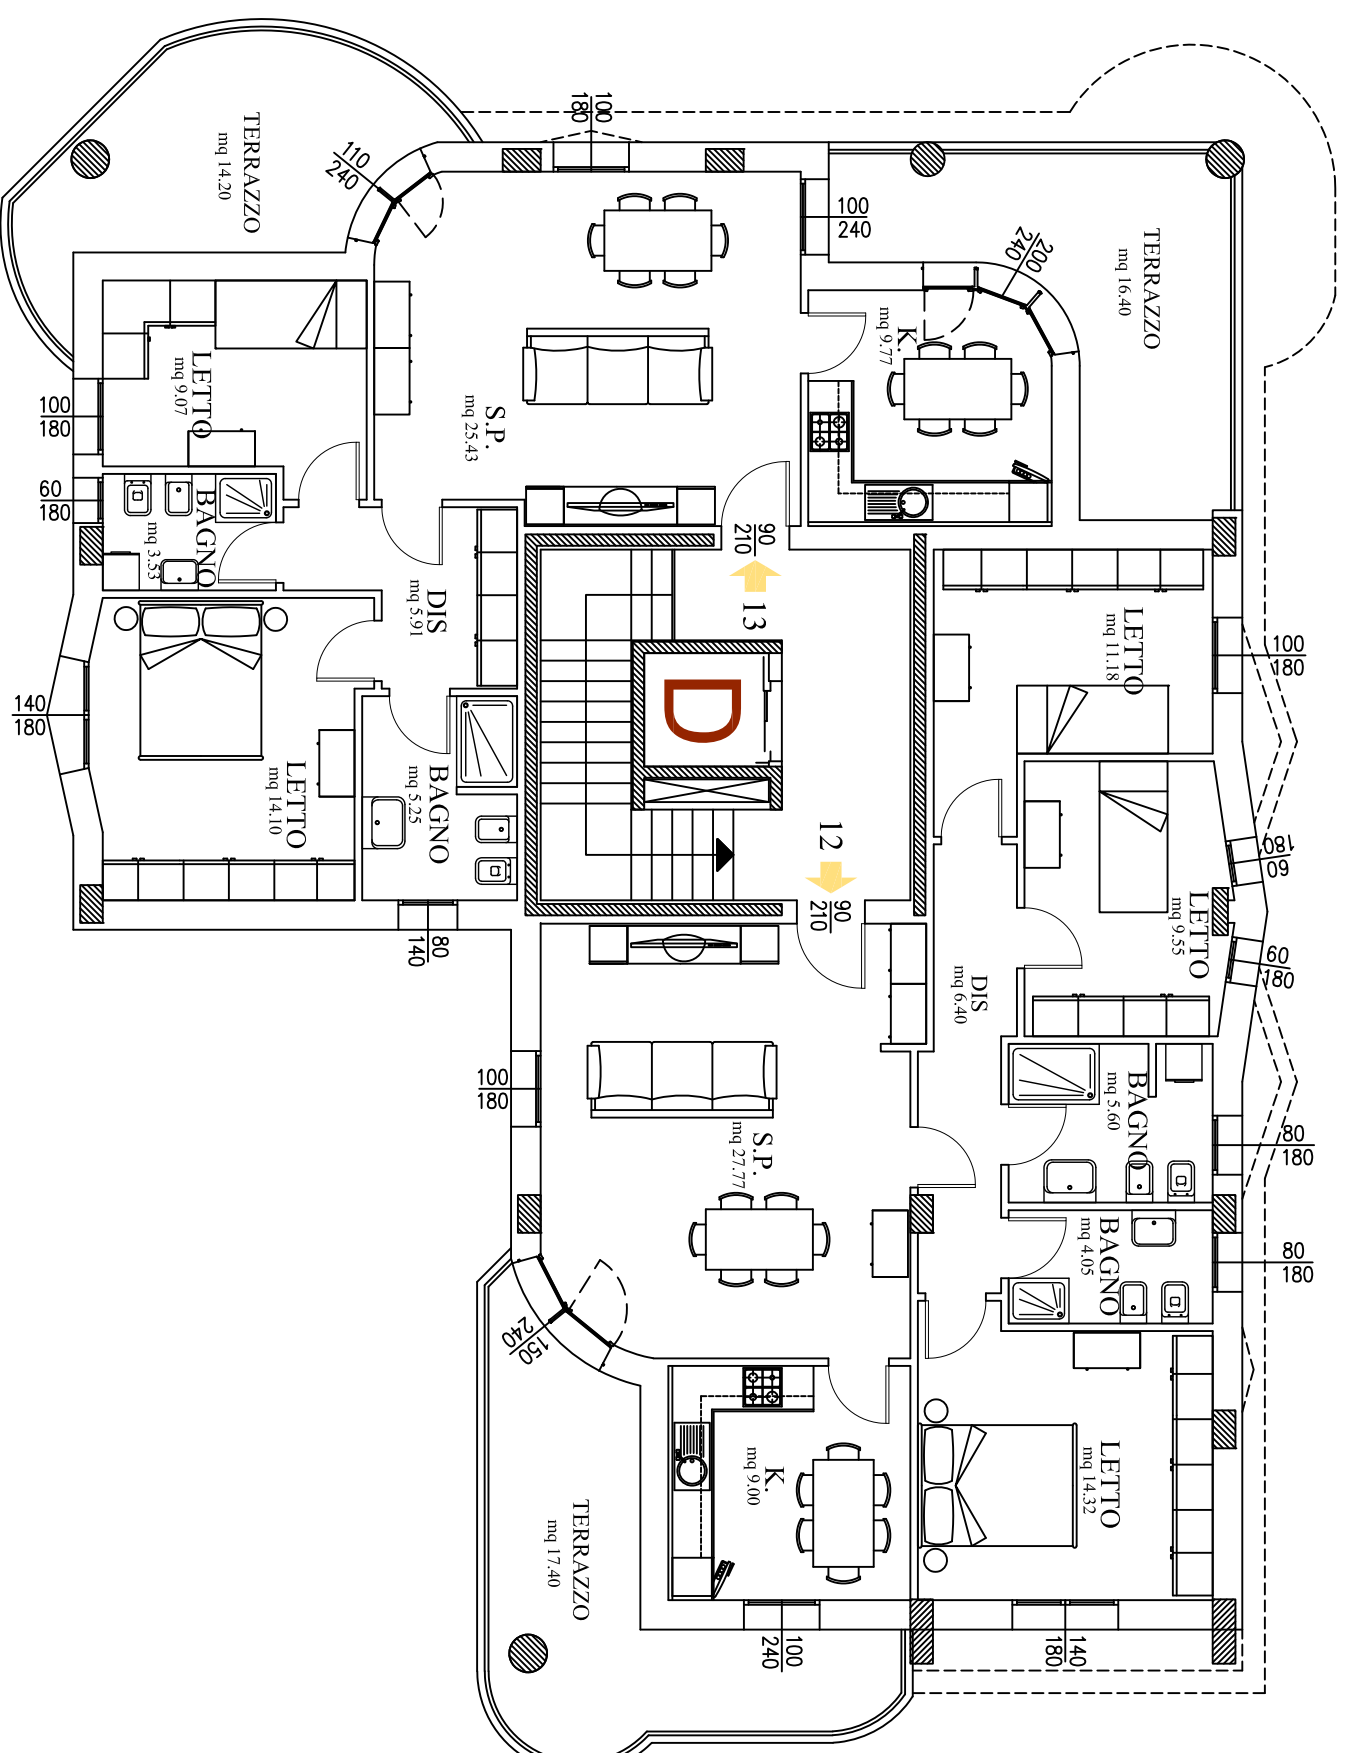 TERRAZZO
mq 14.20
110
240
100
180
100
240
200
240
TERRAZZO
mq 16.40
K.
mq 9.77
LETTO
mq 9.07
S.P.
mq 25.43
100
180
60
180
BAGNO
mq 3.53
DIS
mq 5.91
90
210
13
D
LETTO
mq 11.18
100
180
140
180
LETTO
mq 14.10
BAGNO
mq 5.25
80
140
12
90
210
60
180
LETTO
mq 9.55
60
180
DIS
mq 6.40
100
180
S.P.
mq 27.77
BAGNO
mq 5.60
80
180
BAGNO
mq 4.05
80
180
150
240
K.
mq 9.00
LETTO
mq 14.32
TERRAZZO
mq 17.40
100
240
140
180